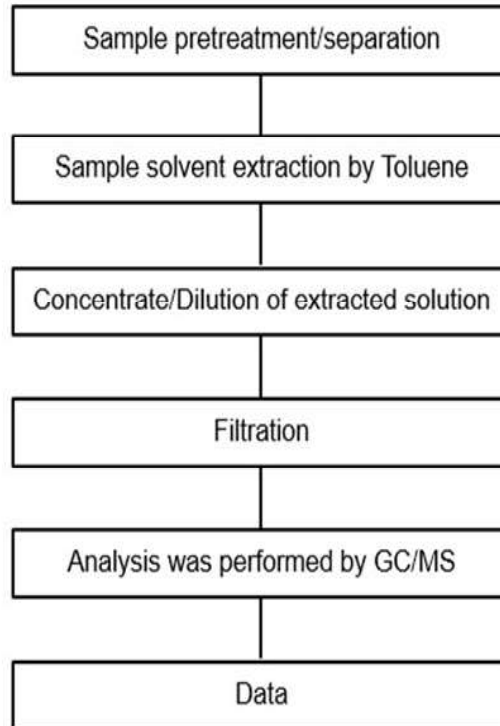 Sample pretreatment/separation
Sample solvent extraction by Toluene
Concentrate/Dilution of extracted solution
Filtration
Analysis was performed by GC/MS
Data